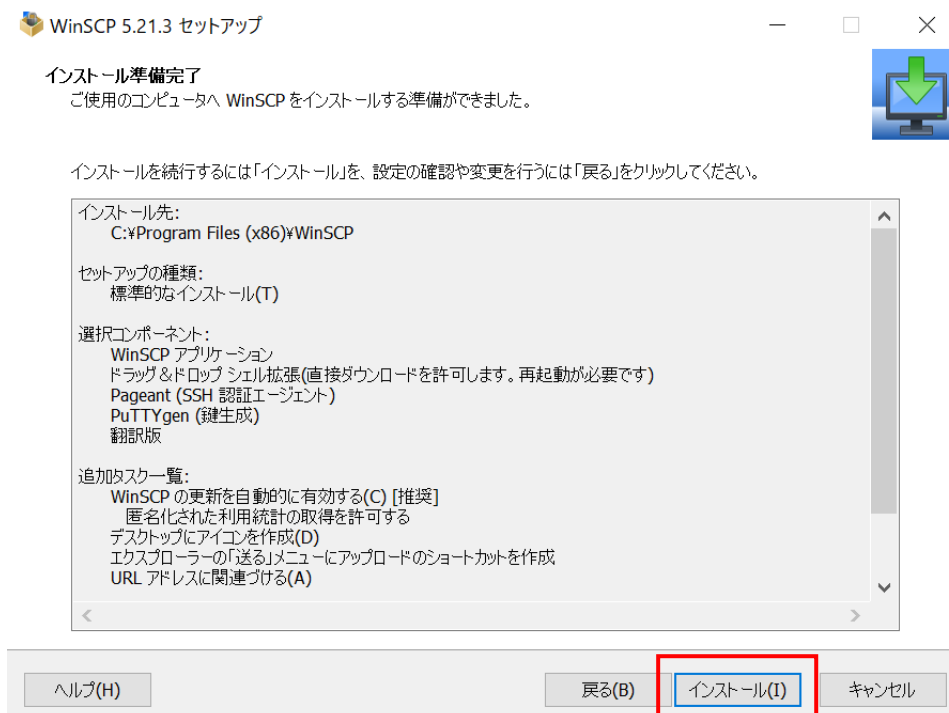 WinSCP 5.21.3 セットアップ
インストール準備完了
ご使用のコンピュータへ WinSCP をインストールする準備ができました。
インストールを続行するには「インストール」を、設定の確認や変更を行うには「戻る」をクリックしてください。
インストール先:
C:¥Program Files (x86)¥WinSCP
セットアップの種類:
標準的なインストール(T)
選択コンポーネント:
WinSCP アプリケーション
ドラッグ&ドロップ シェル拡張(直接ダウンロードを許可します。再起動が必要です)
Pageant (SSH 認証エージェント)
PuTTYgen (鍵生成)
翻訳版
追加タスク一覧:
WinSCP の更新を自動的に有効する(C) [推奨]
匿名化された利用統計の取得を許可する
デスクトップにアイコンを作成(D)
エクスプローラーの「送る」メニューにアップロードのショートカットを作成
URL アドレスに関連づける(A)
ヘルプ(H) 戻る(B) インストール(I) キャンセル